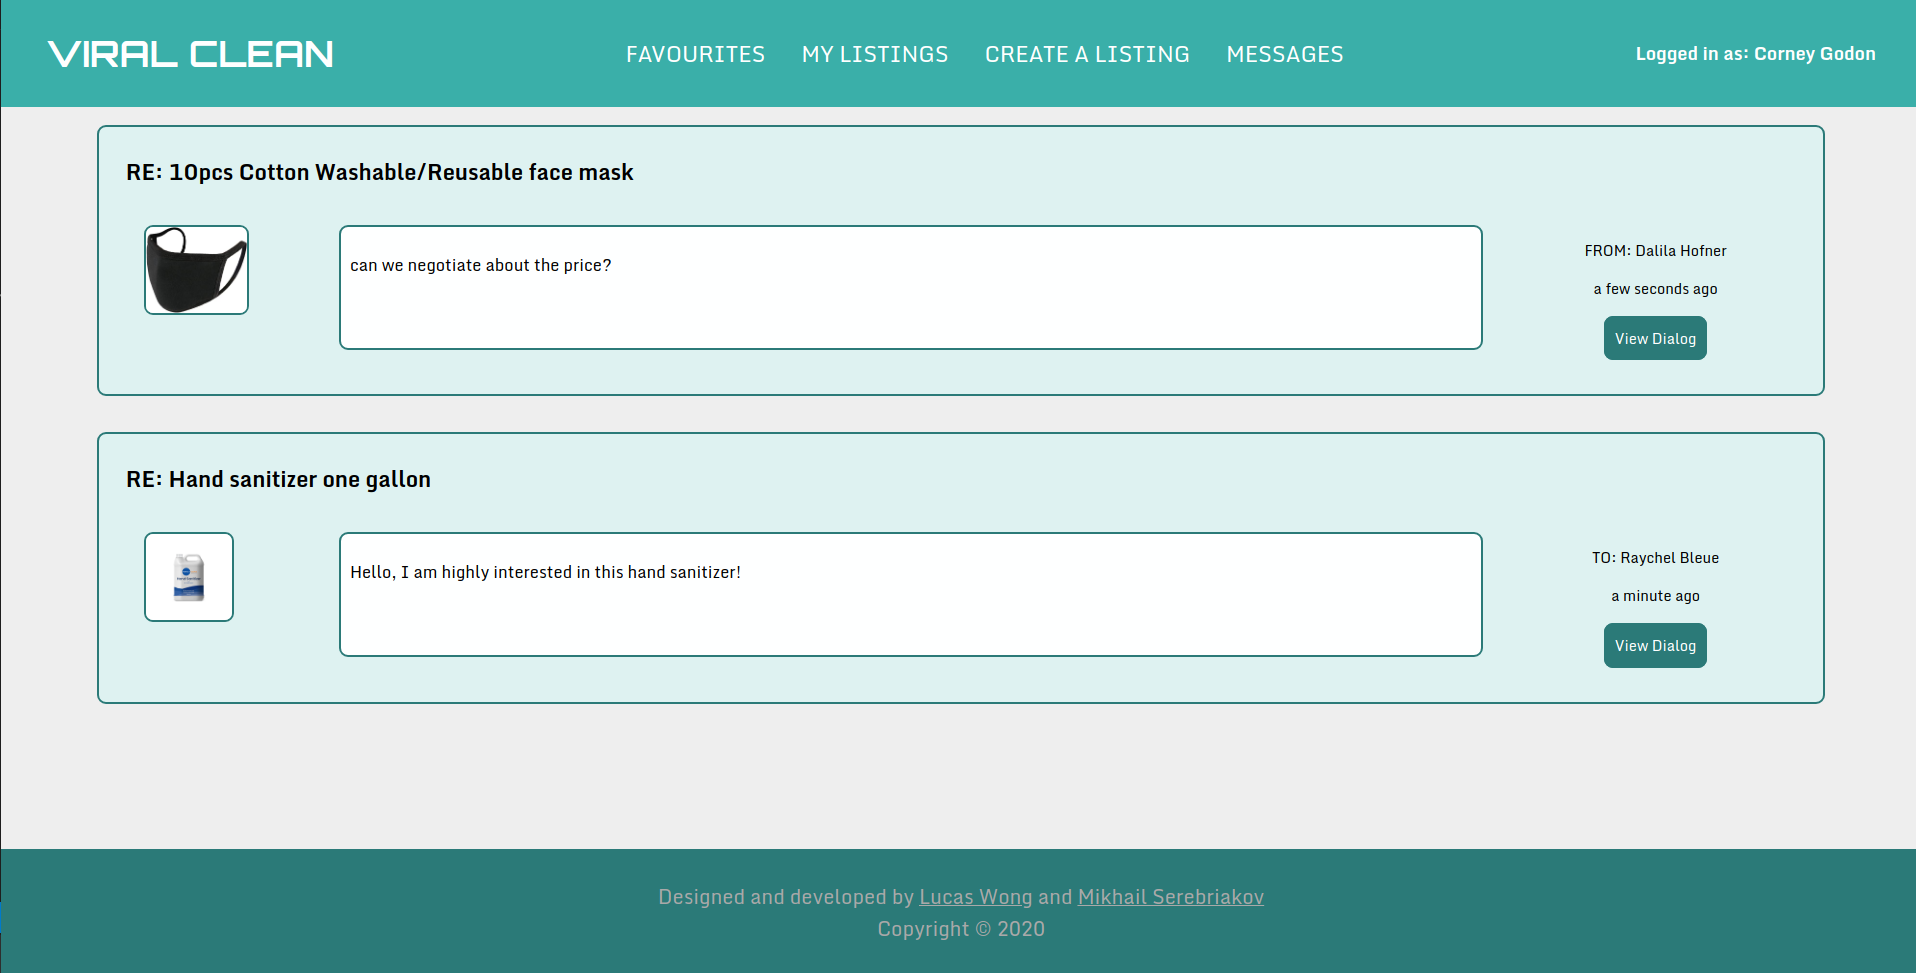 VIRAL CLEAN
FAVOURITES MY LISTINGS CREATE A LISTING MESSAGES
Logged in as: Corney Godon
RE: 10pcs Cotton Washable/Reusable face mask
can we negotiate about the price?
FROM: Dalila Hofner
a few seconds ago
View Dialog
RE: Hand sanitizer one gallon
Hello, I am highly interested in this hand sanitizer!
TO: Raychel Bleue
a minute ago
View Dialog
Designed and developed by Lucas Wong and Mikhail Serebriakov
Copyright © 2020